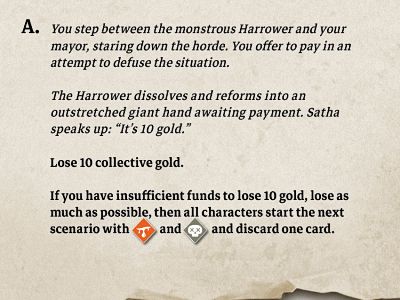 A. You step between the monstrous Harrower and your
mayor, staring down the horde. You offer to pay in an
attempt to defuse the situation.
The Harrower dissolves and reforms into an
outstretched giant hand awaiting payment. Satha
speaks up: “It’s 10 gold.”
Lose 10 collective gold.
If you have insufficient funds to lose 10 gold, lose as
much as possible, then all characters start the next
scenario with and and discard one card.